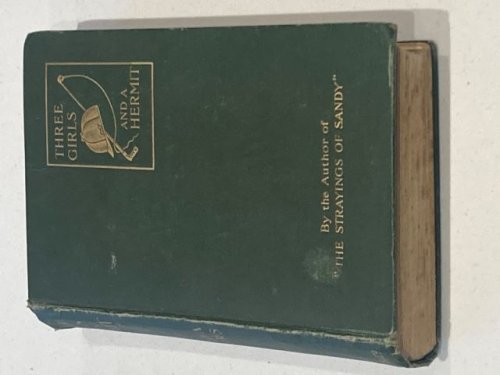 THREE
GIRLS
AND A
HERMIT
By the Author of
"THE STRAYINGS OF SANDY"